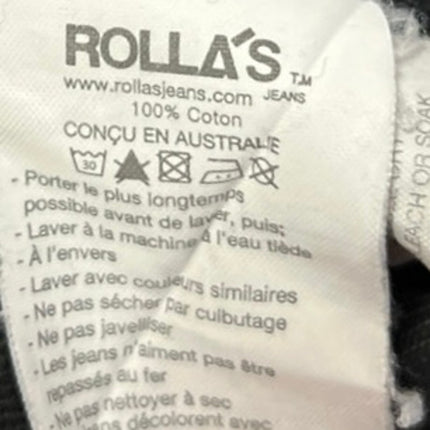 ROLLA'S TM
www.rollasjeans.com JEANS
100% Coton
CONÇU EN AUSTRALIE
30
- Porter le plus longtemps
possible avant de laver, puis;
- Laver à la machine à l'eau tiède
- À l'envers
- Laver avec couleurs similaires
- Ne pas sécher par culbutage
- Ne pas javelliser
- Les jeans n'aiment pas être
repassés au fer
- Ne pas nettoyer à sec
décolorent avec
OR SOAK